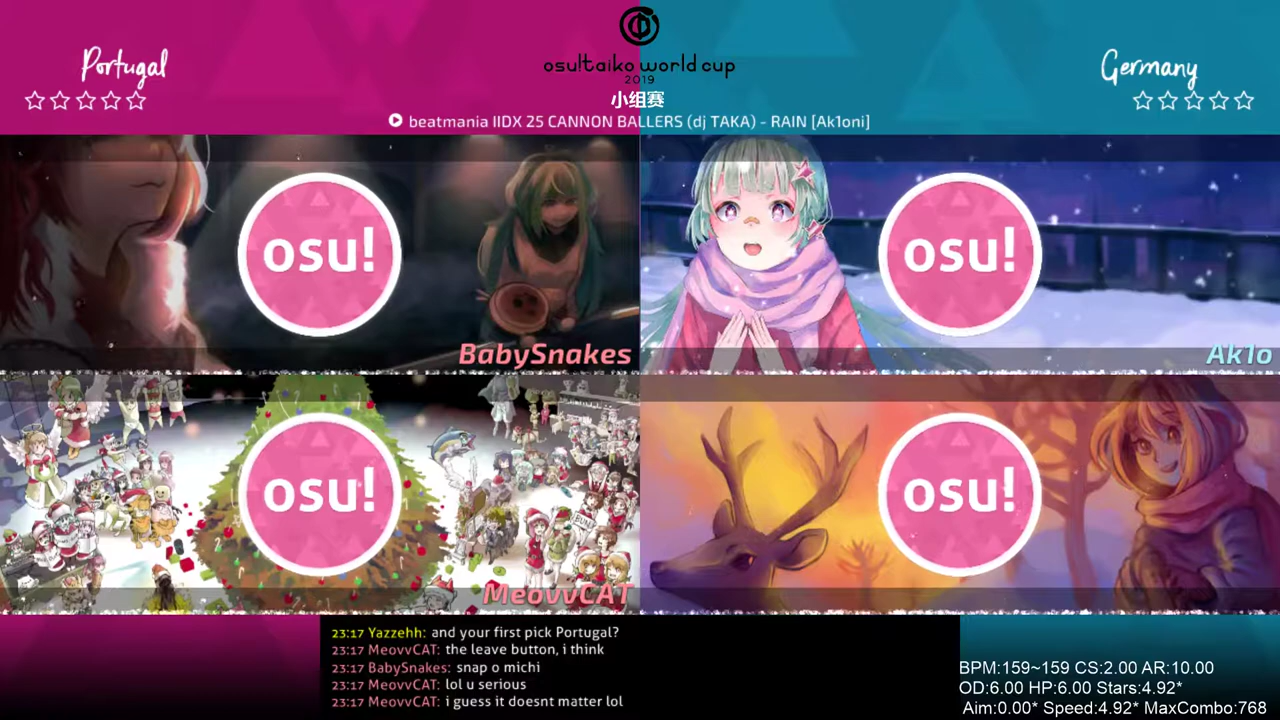 Portugal
osu!taiko world cup
2019
小组赛
Germany
beatmania IIDX 25 CANNON BALLERS (dj TAKA) - RAIN [Ak1oni]
osu!
osu!
BabySnakes
Ak1o
osu!
osu!
BUMP
MeovvCAT
23:17 Yazzehh: and your first pick Portugal?
23:17 MeovvCAT: the leave button, i think
23:17 BabySnakes: snap o michi
23:17 MeovvCAT: lol u serious
23:17 MeovvCAT: i guess it doesnt matter lol
BPM:159~159 CS:2.00 AR:10.00
OD:6.00 HP:6.00 Stars:4.92*
Aim:0.00* Speed:4.92* MaxCombo:768